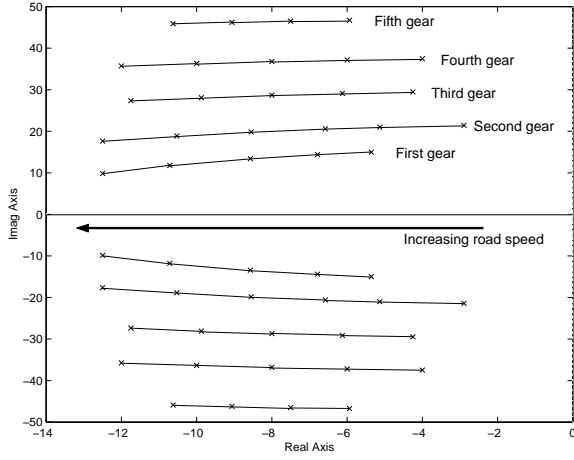 50
Fifth gear
40
Fourth gear
30
Third gear
20
Second gear
First gear
10
Imag Axis
0
Increasing road speed
−10
−20
−30
−40
−50
−14
−12
−10
−8
−6
−4
−2
0
Real Axis